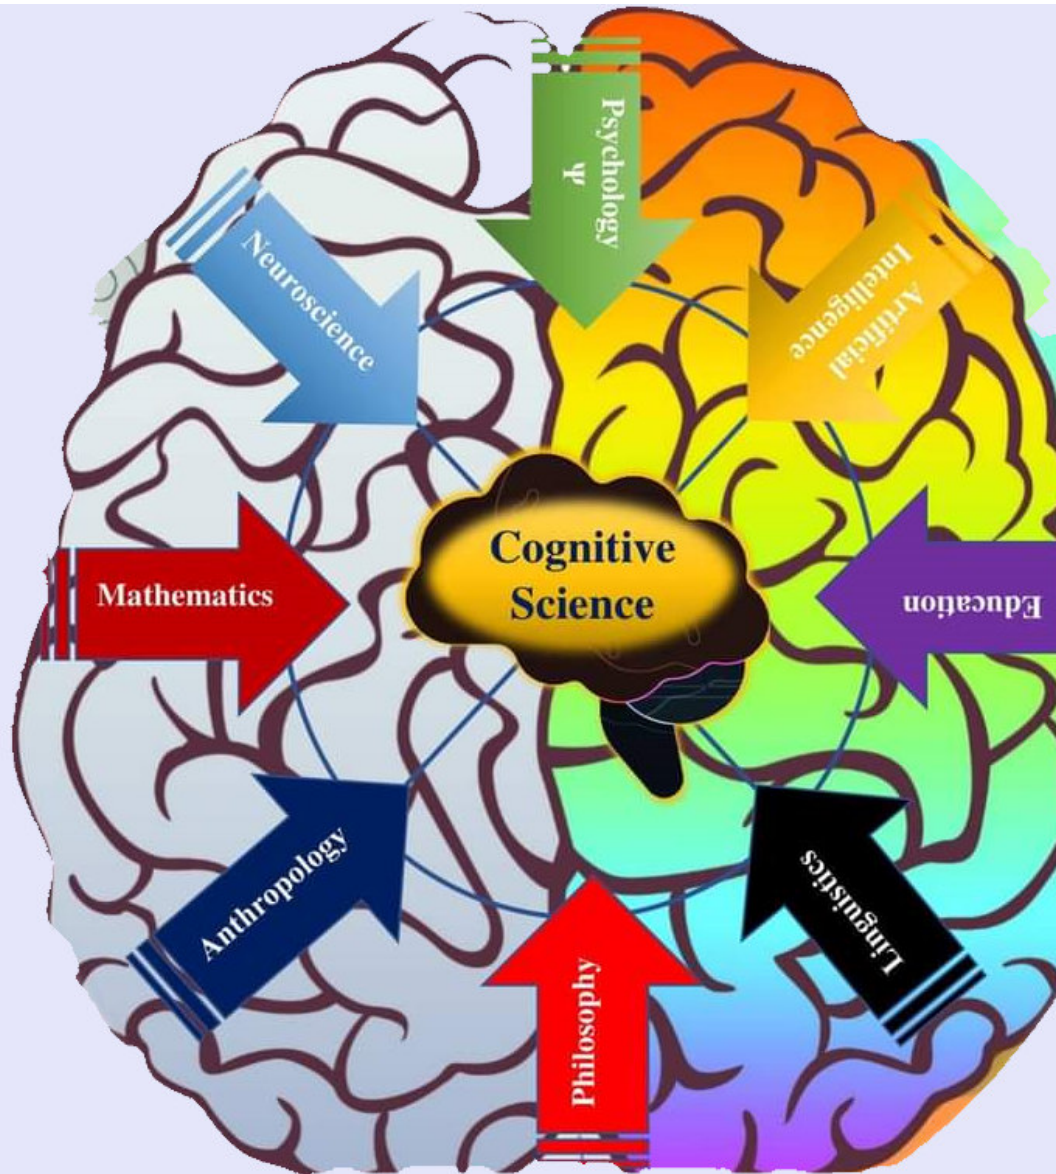 Psychology
Ψ
Neuroscience
Artificial
Intelligence
Cognitive
Science
Mathematics
Education
Anthropology
Linguistics
Philosophy